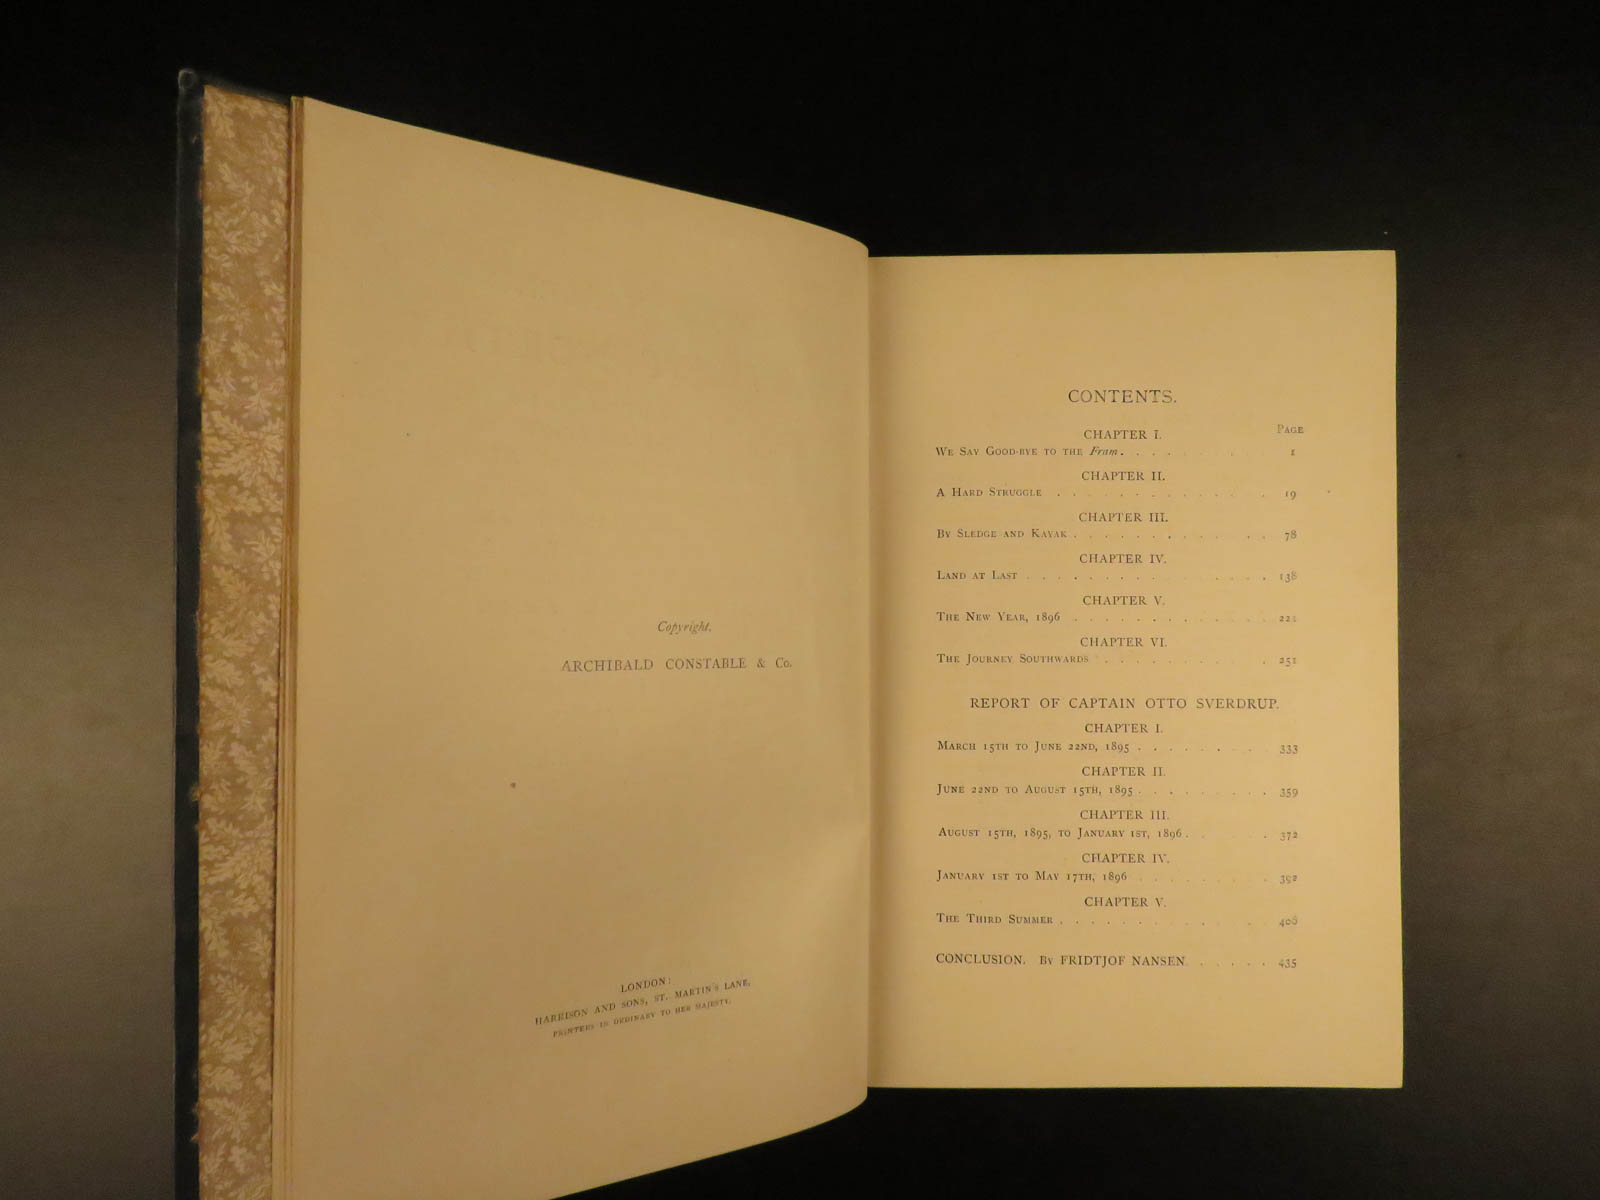 Copyright.
ARCHIBALD CONSTABLE & Co.
LONDON:
HARRISON AND SONS, ST. MARTIN'S LANE,
PRINTERS IN ORDINARY TO HER MAJESTY.
CONTENTS.
CHAPTER I. PAGE
WE SAY GOOD-BYE TO THE Fram . . . . . . . . 1
CHAPTER II.
A HARD STRUGGLE . . . . . . . . . . . . 19
CHAPTER III.
BY SLEDGE AND KAYAK . . . . . . . . . . . 78
CHAPTER IV.
LAND AT LAST . . . . . . . . . . . . . . 138
CHAPTER V.
THE NEW YEAR, 1896 . . . . . . . . . . . . 221
CHAPTER VI.
THE JOURNEY SOUTHWARDS . . . . . . . . . . 251
REPORT OF CAPTAIN OTTO SVERDRUP.
CHAPTER I.
MARCH 15TH TO JUNE 22ND, 1895 . . . . . . . . 333
CHAPTER II.
JUNE 22ND TO AUGUST 15TH, 1895 . . . . . . . . 359
CHAPTER III.
AUGUST 15TH, 1895, TO JANUARY 1ST, 1896 . . . . . 372
CHAPTER IV.
JANUARY 1ST TO MAY 17TH, 1896 . . . . . . . . 392
CHAPTER V.
THE THIRD SUMMER . . . . . . . . . . . . 408
CONCLUSION. BY FRIDTJOF NANSEN . . . . . 435